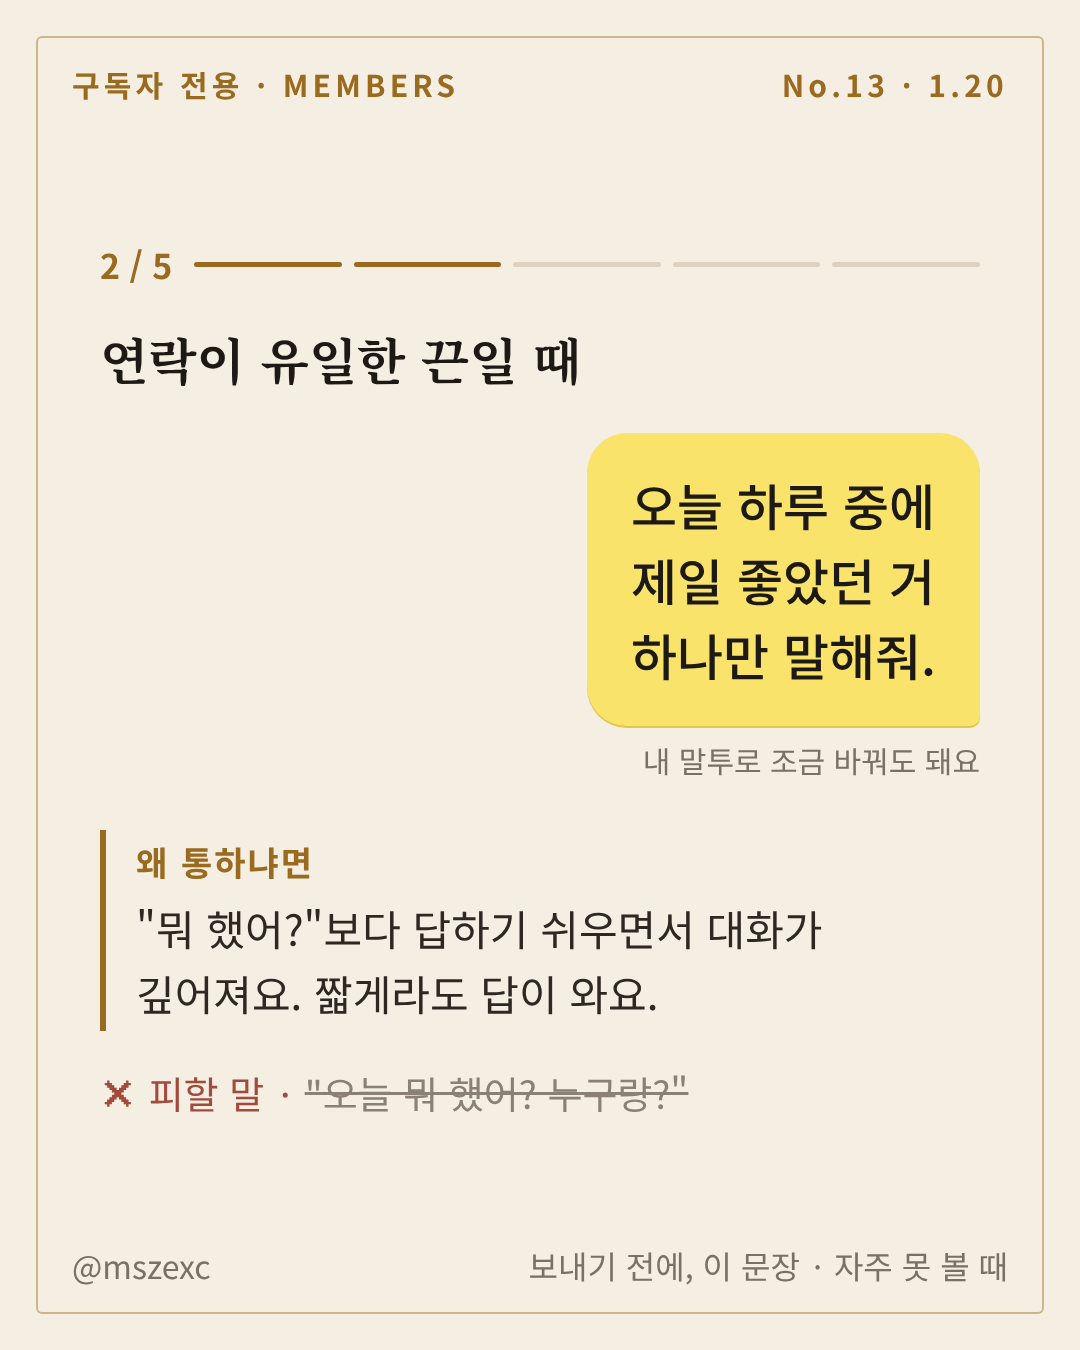 구독자 전용 · MEMBERS
No.13 · 1.20
2 / 5
연락이 유일한 끈일 때
오늘 하루 중에
제일 좋았던 거
하나만 말해줘.
내 말투로 조금 바꿔도 돼요
왜 통하냐면
"뭐 했어?"보다 답하기 쉬우면서 대화가
깊어져요. 짧게라도 답이 와요.
✕ 피할 말 · "오늘 뭐 했어? 누구랑?"
@mszexc
보내기 전에, 이 문장 · 자주 못 볼 때